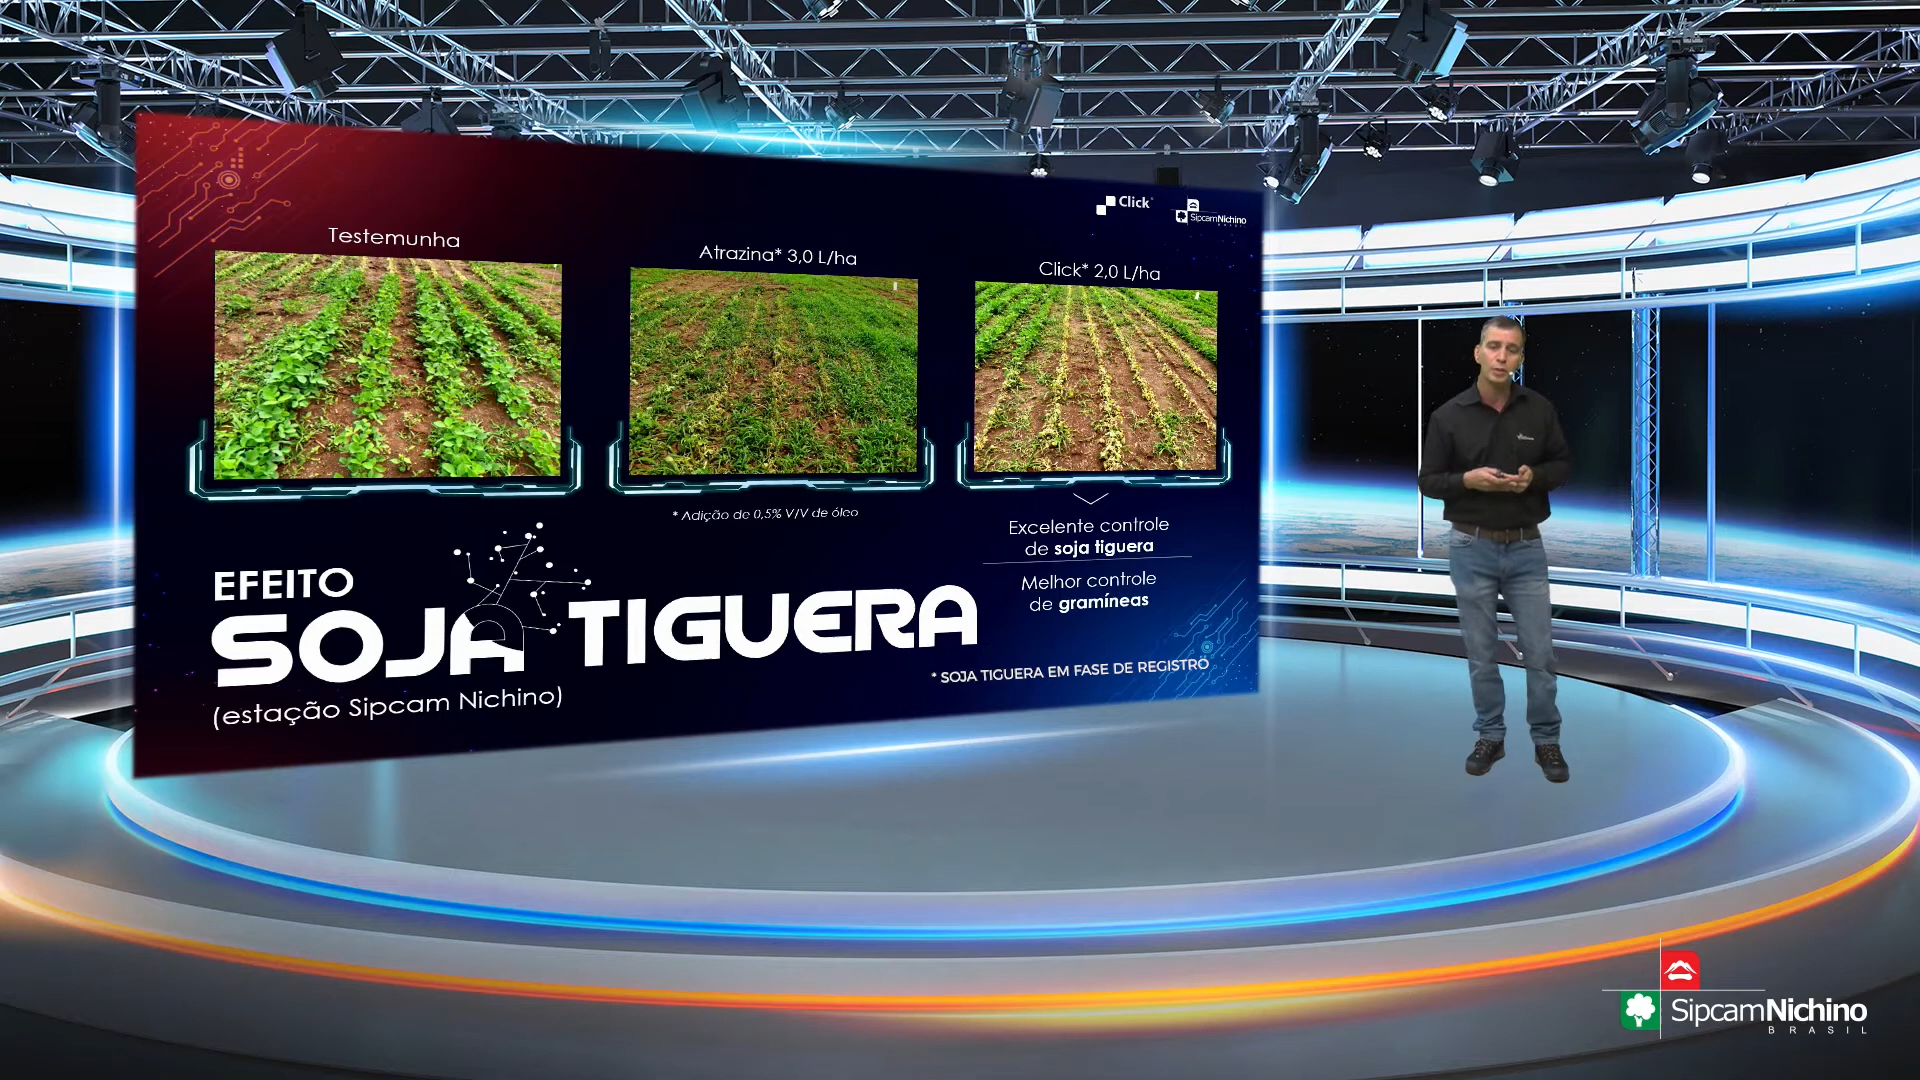 Click
SipcamNichino
BRASIL
Testemunha
Atrazina* 3,0 L/ha
Click* 2,0 L/ha
* Adição de 0,5% V/V de óleo
Excelente controle
de soja tiguera
Melhor controle
de gramíneas
EFEITO
SOJA TIGUERA
(estação Sipcam Nichino)
* SOJA TIGUERA EM FASE DE REGISTRO
SipcamNichino
BRASIL